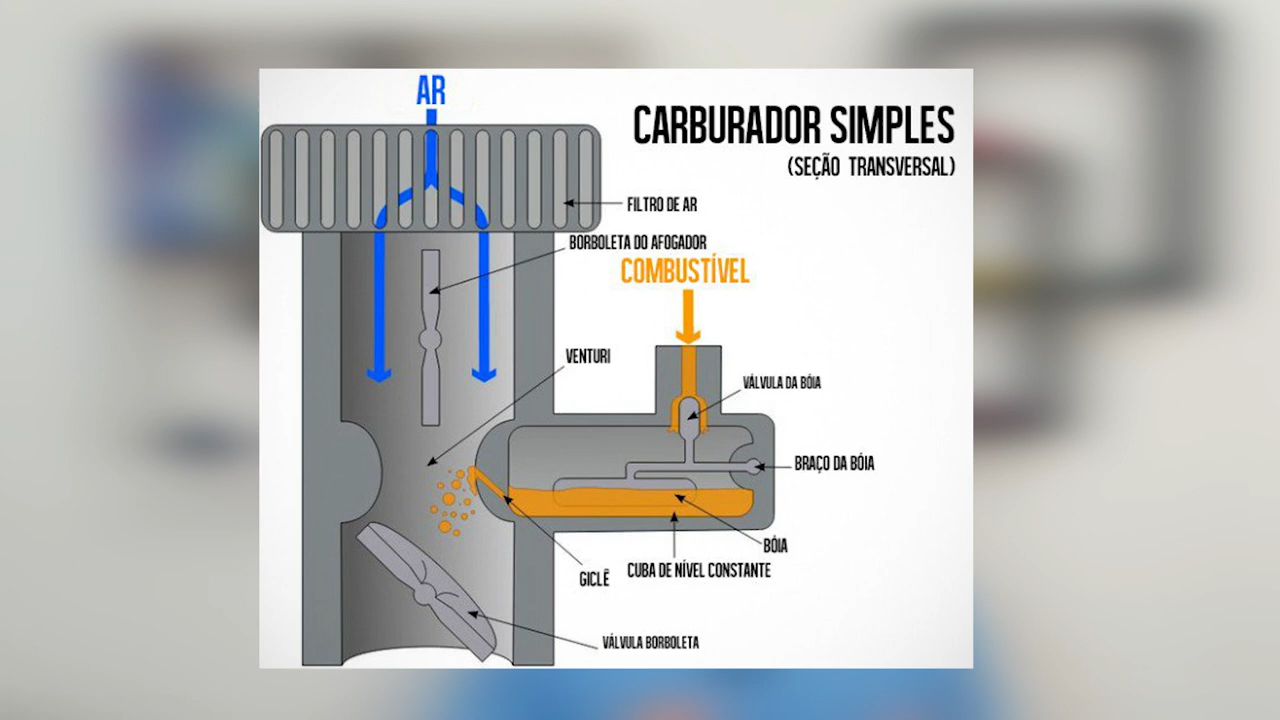 AR
CARBURADOR SIMPLES
(SEÇÃO TRANSVERSAL)
FILTRO DE AR
BORBOLETA DO AFOGADOR
COMBUSTÍVEL
VENTURI
VÁLVULA DA BÓIA
BRAÇO DA BÓIA
BÓIA
CUBA DE NÍVEL CONSTANTE
GICLÊ
VÁLVULA BORBOLETA